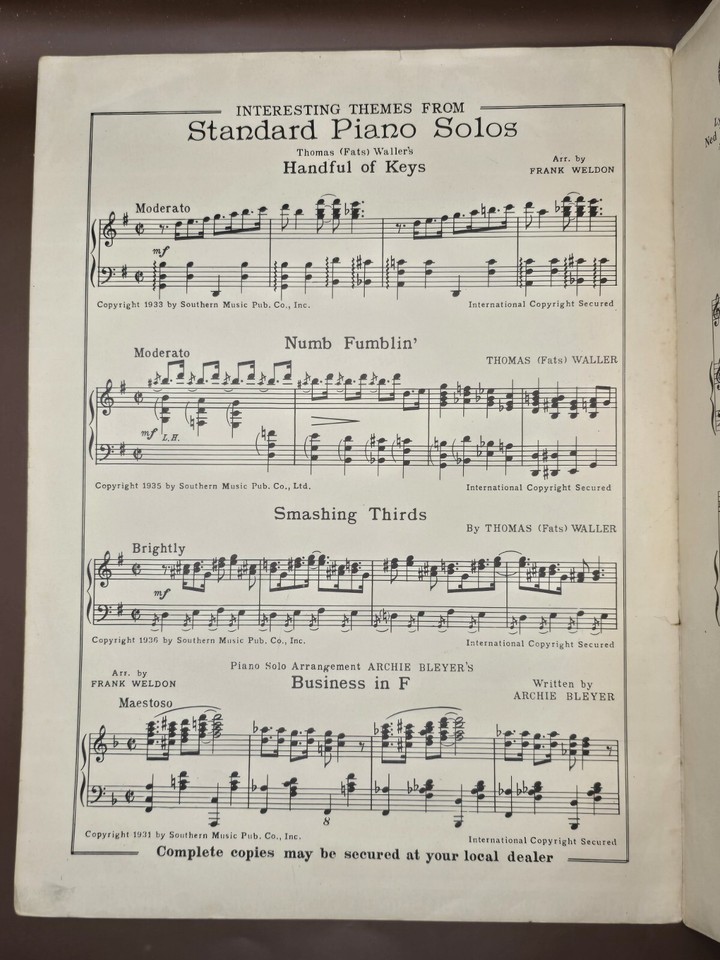 INTERESTING THEMES FROM
Standard Piano Solos
Thomas (Fats) Waller's
Handful of Keys
Arr. by
FRANK WELDON
Moderato
mf
Copyright 1933 by Southern Music Pub. Co., Inc.
International Copyright Secured
Numb Fumblin'
Moderato
THOMAS (Fats) WALLER
mf L.H.
Copyright 1935 by Southern Music Pub. Co., Ltd.
International Copyright Secured
Smashing Thirds
By THOMAS (Fats) WALLER
Brightly
mf
Copyright 1936 by Southern Music Pub. Co., Inc.
International Copyright Secured
Piano Solo Arrangement ARCHIE BLEYER'S
Arr. by
FRANK WELDON
Business in F
Written by
ARCHIE BLEYER
Maestoso
8
Copyright 1931 by Southern Music Pub. Co., Inc.
International Copyright Secured
Complete copies may be secured at your local dealer
Ned